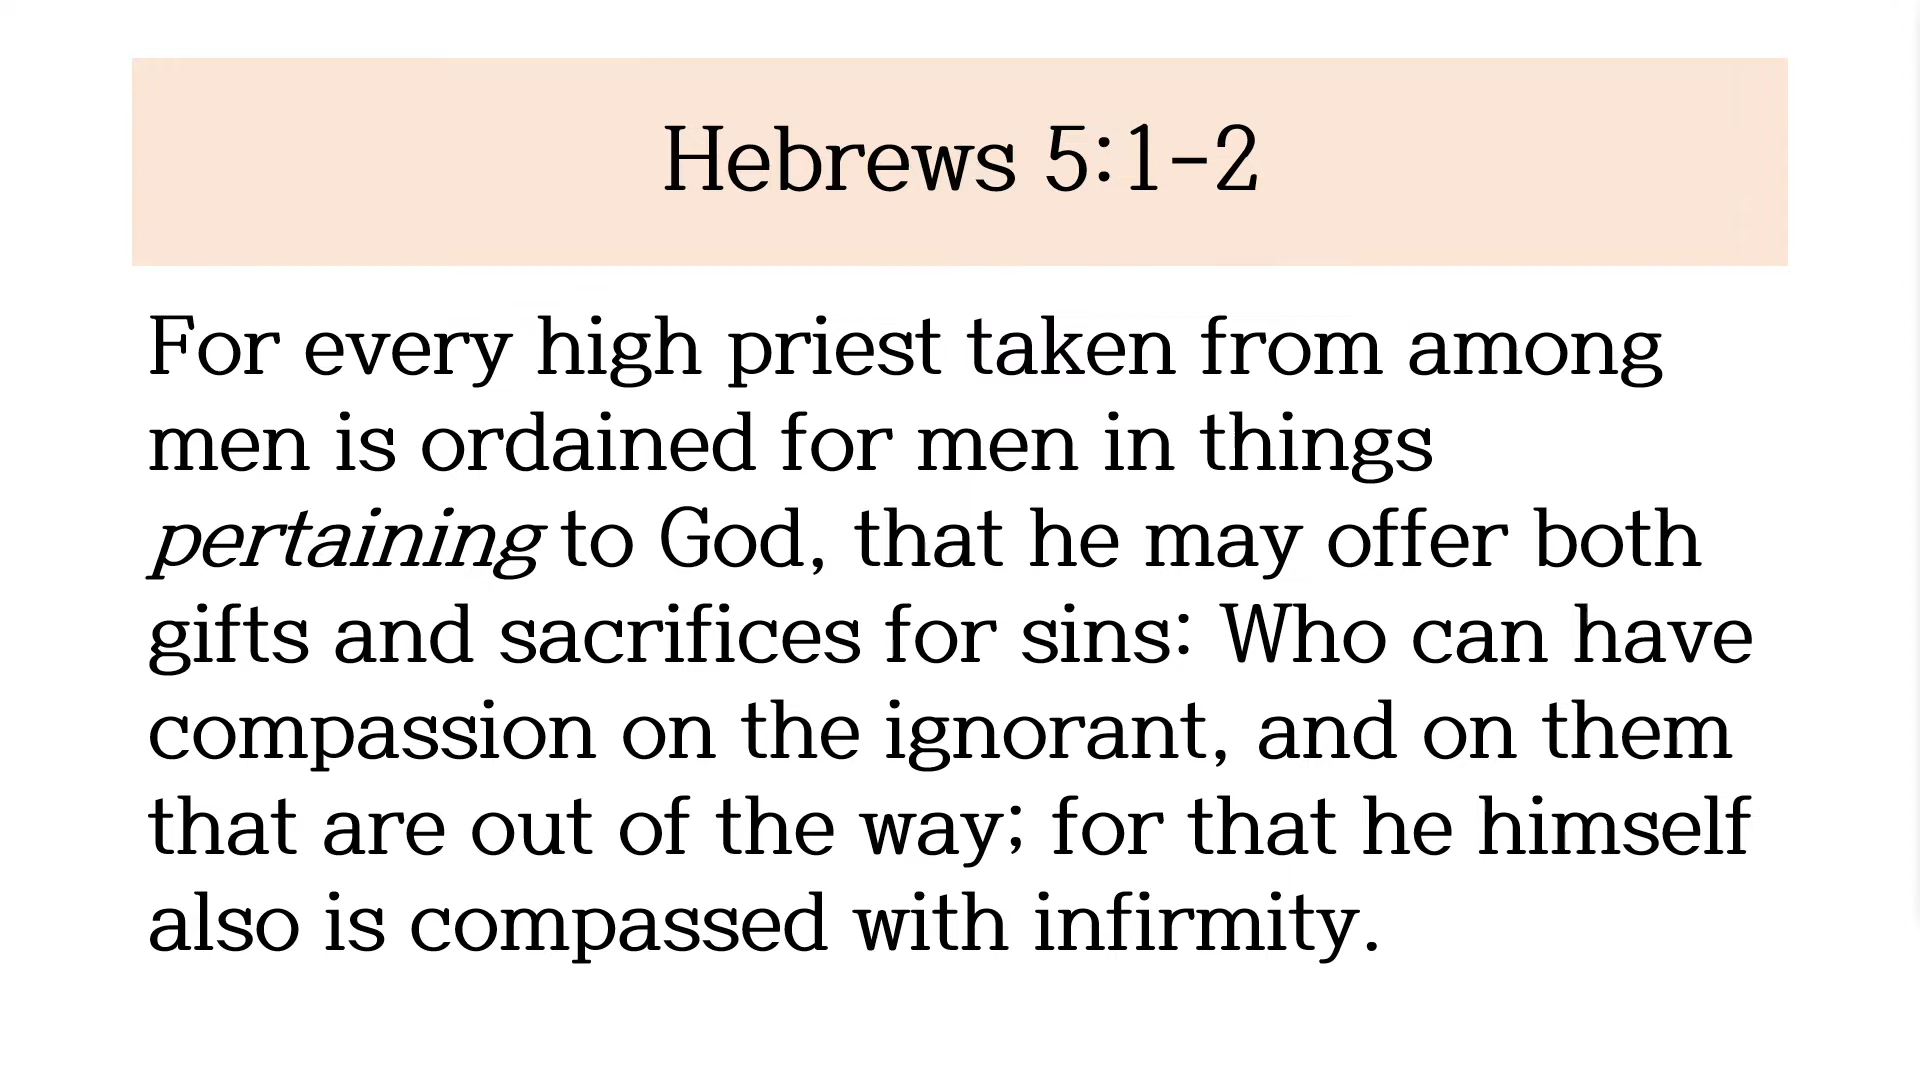 Hebrews 5:1-2
For every high priest taken from among
men is ordained for men in things
pertaining to God, that he may offer both
gifts and sacrifices for sins: Who can have
compassion on the ignorant, and on them
that are out of the way; for that he himself
also is compassed with infirmity.